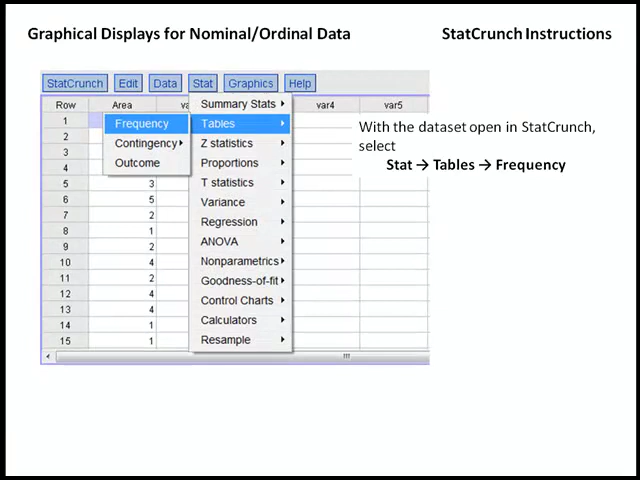 Graphical Displays for Nominal/Ordinal Data
StatCrunch Instructions
StatCrunch Edit Data Stat Graphics Help
Row Area va Summary Stats var4 var5
1 Frequency Tables
2 Contingency Z statistics
3 Outcome Proportions
4 T statistics
5 3
6 5 Variance
7 2 Regression
8 1
9 2 ANOVA
10 4 Nonparametrics
11 2 Goodness-of-fit
12 4 Control Charts
13 4 Calculators
14 1
15 1 Resample
With the dataset open in StatCrunch,
select
Stat → Tables → Frequency